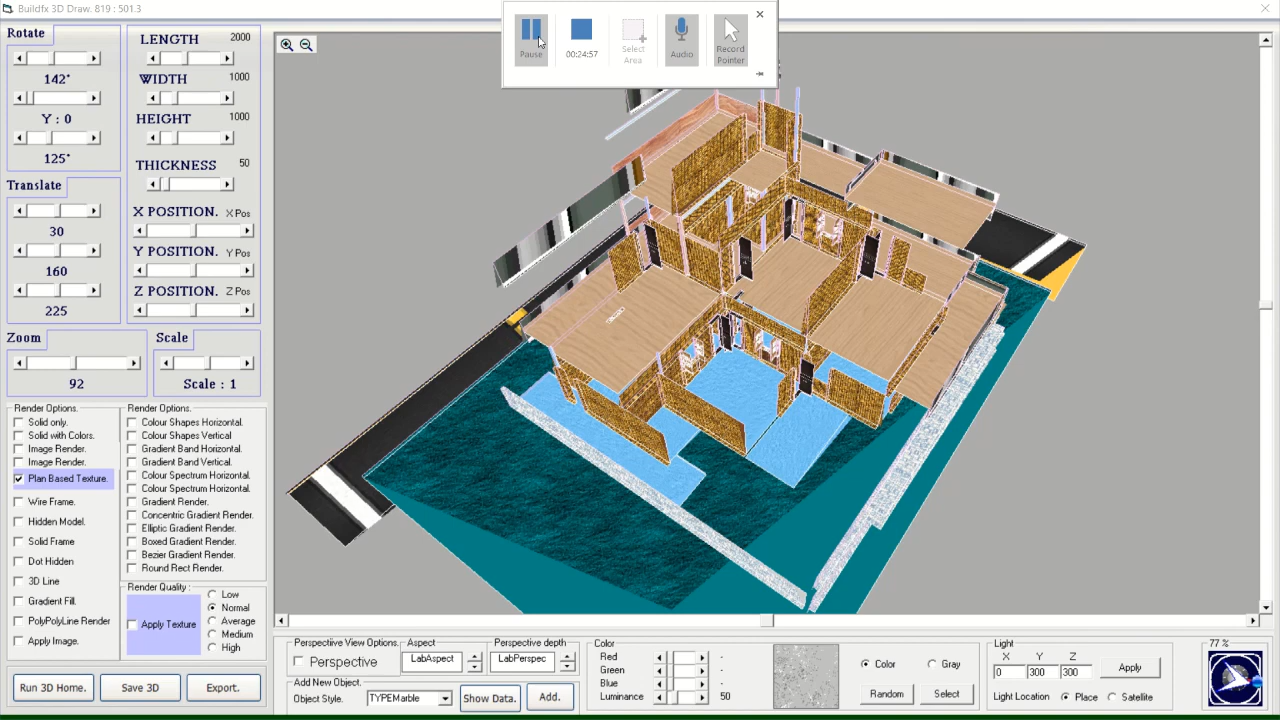 Buildfx 3D Draw. 819 : 501.3
Pause
00:24:57
Select Area
Audio
Record Pointer
Rotate
142°
Y : 0
125°
Translate
30
160
225
Zoom
92
LENGTH 2000
WIDTH 1000
HEIGHT 1000
THICKNESS 50
X POSITION. X Pos
Y POSITION. Y Pos
Z POSITION. Z Pos
Scale
Scale : 1
Render Options.
Solid only.
Solid with Colors.
Image Render.
Image Render.
Plan Based Texture.
Wire Frame.
Hidden Model.
Solid Frame
Dot Hidden
3D Line
Gradient Fill.
PolyPolyLine Render
Apply Image.
Render Options.
Colour Shapes Horizontal.
Colour Shapes Vertical
Gradient Band Horizontal.
Gradient Band Vertical.
Colour Spectrum Horizontal.
Colour Spectrum Horizontal.
Gradient Render.
Concentric Gradient Render.
Elliptic Gradient Render.
Boxed Gradient Render.
Bezier Gradient Render.
Round Rect Render.
Render Quality:
Apply Texture
Low
Normal
Average
Medium
High
Run 3D Home.
Save 3D
Export.
Perspective View Options.
Perspective
Aspect
LabAspect
Perspective depth
LabPerspec
Add New Object.
Object Style.
TYPEMarble
Show Data.
Add.
Color
Red -
Green -
Blue -
Luminance 50
Color
Gray
Random
Select
Light
X Y Z
0 300 300
Apply
Light Location
Place
Satellite
77 %